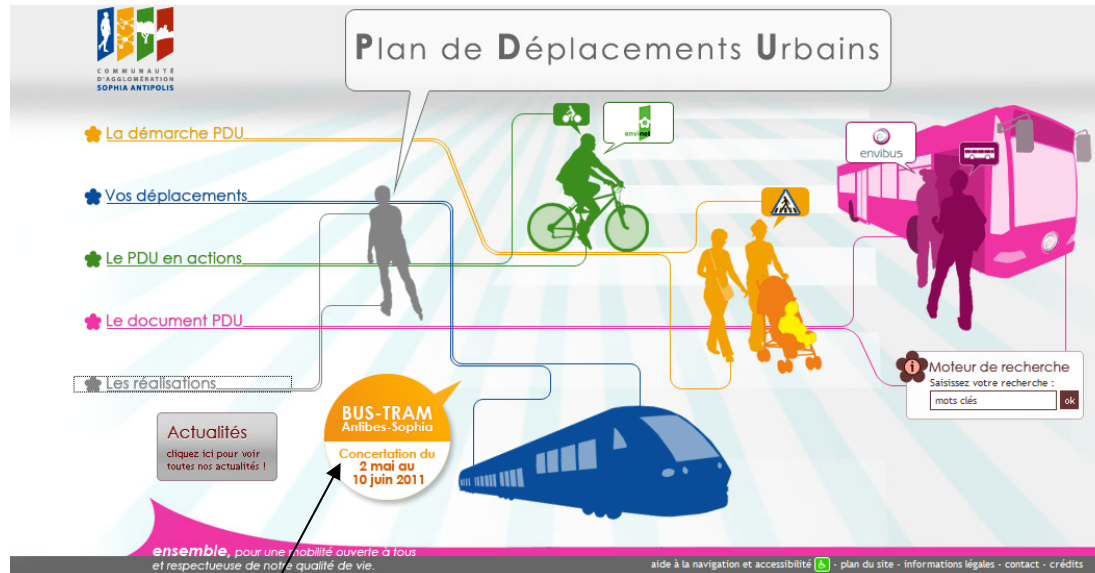 COMMUNAUTÉ
D'AGGLOMÉRATION
SOPHIA ANTIPOLIS
Plan de Déplacements Urbains
La démarche PDU
envinet
envibus
Vos déplacements
Le PDU en actions
Le document PDU
Les réalisations
Moteur de recherche
Saisissez votre recherche :
mots clés ok
Actualités
cliquez ici pour voir
toutes nos actualités !
BUS-TRAM
Antibes-Sophia
Concertation du
2 mai au
10 juin 2011
ensemble, pour une mobilité ouverte à tous
et respectueuse de notre qualité de vie.
aide à la navigation et accessibilité - plan du site - informations légales - contact - crédits